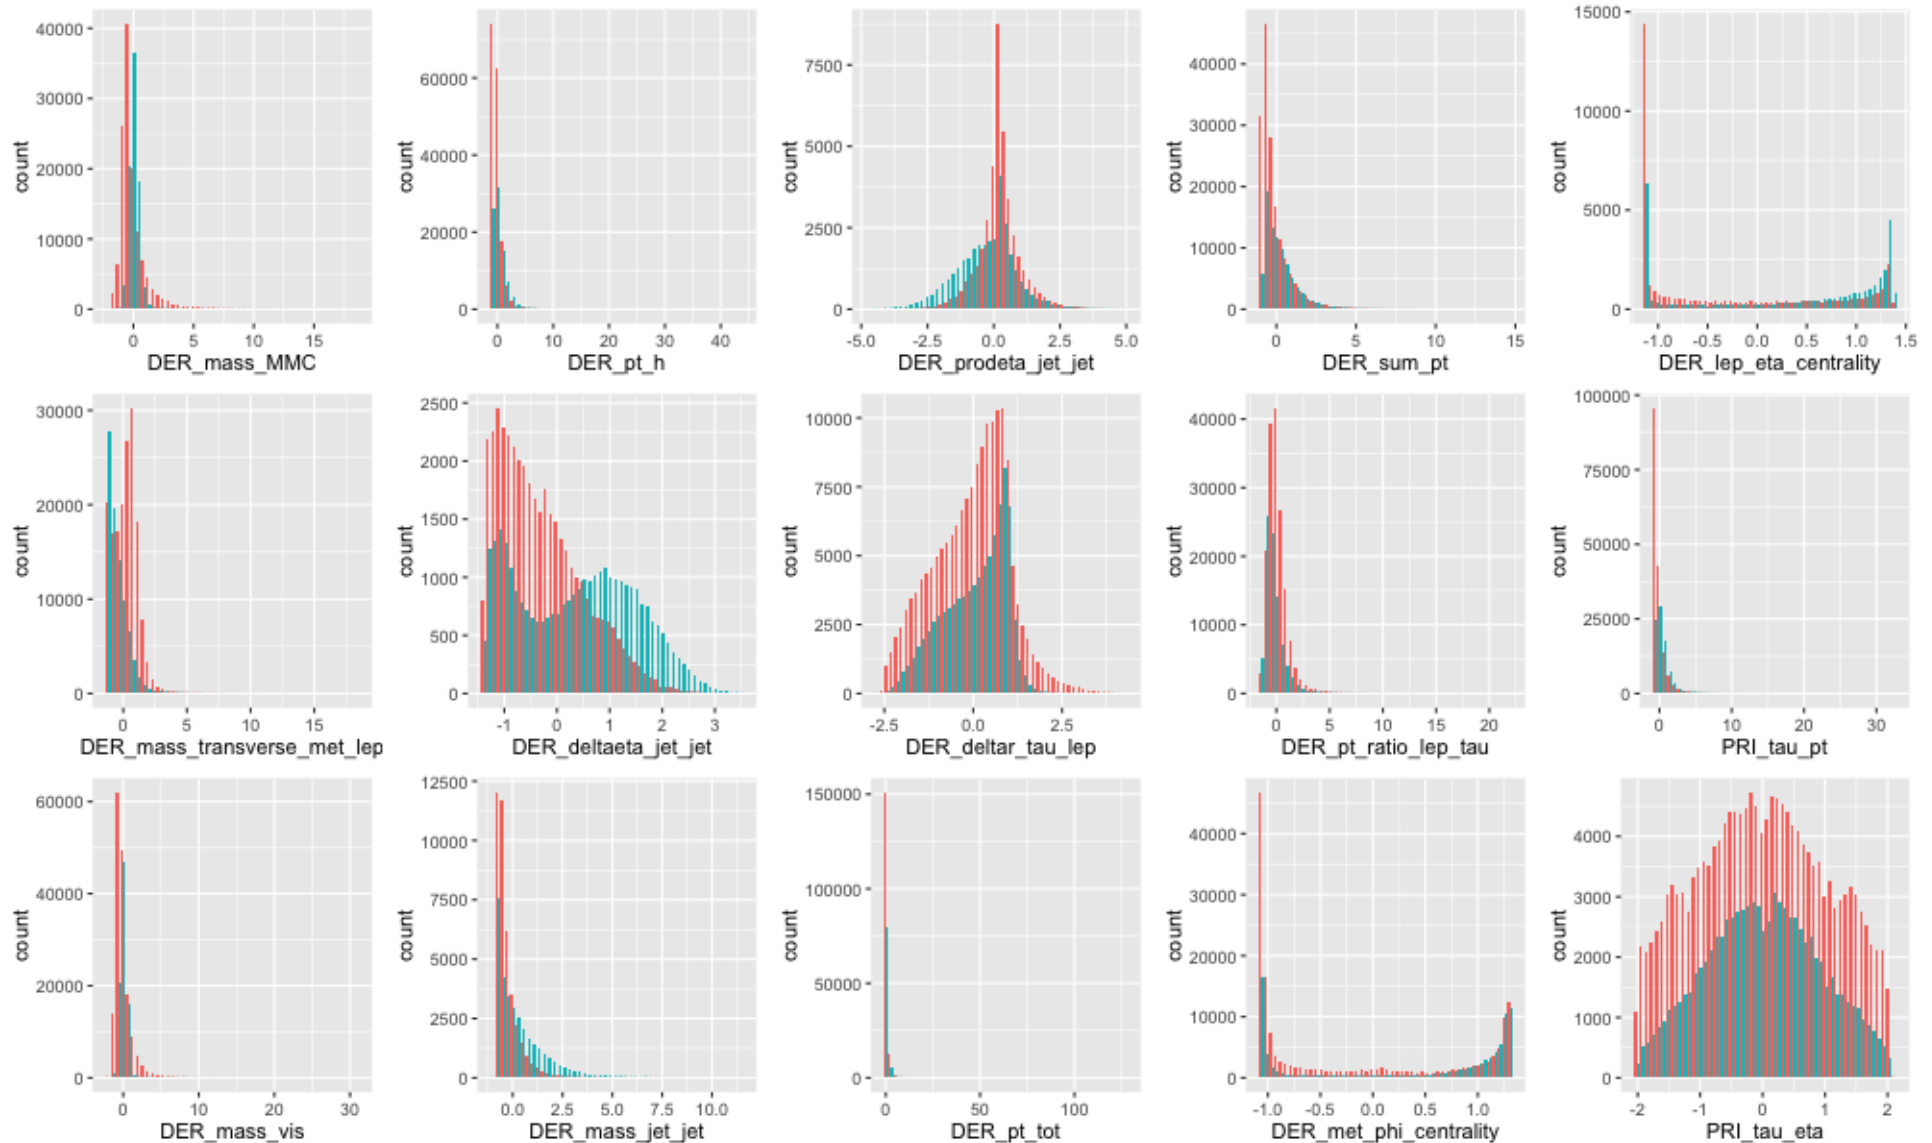 40000
30000
20000
10000
0
count
0 5 10 15
DER_mass_MMC
60000
40000
20000
0
count
0 10 20 30 40
DER_pt_h
7500
5000
2500
0
count
-5.0 -2.5 0.0 2.5 5.0
DER_prodeta_jet_jet
40000
30000
20000
10000
0
count
0 5 10 15
DER_sum_pt
15000
10000
5000
0
count
-1.0 -0.5 0.0 0.5 1.0 1.5
DER_lep_eta_centrality
30000
20000
10000
0
count
0 5 10 15
DER_mass_transverse_met_lep
2500
2000
1500
1000
500
0
count
-1 0 1 2 3
DER_deltaeta_jet_jet
10000
7500
5000
2500
0
count
-2.5 0.0 2.5
DER_deltar_tau_lep
40000
30000
20000
10000
0
count
0 5 10 15 20
DER_pt_ratio_lep_tau
100000
75000
50000
25000
0
count
0 10 20 30
PRI_tau_pt
60000
40000
20000
0
count
0 10 20 30
DER_mass_vis
12500
10000
7500
5000
2500
0
count
0.0 2.5 5.0 7.5 10.0
DER_mass_jet_jet
150000
100000
50000
0
count
0 50 100
DER_pt_tot
40000
30000
20000
10000
0
count
-1.0 -0.5 0.0 0.5 1.0
DER_met_phi_centrality
4000
3000
2000
1000
0
count
-2 -1 0 1 2
PRI_tau_eta